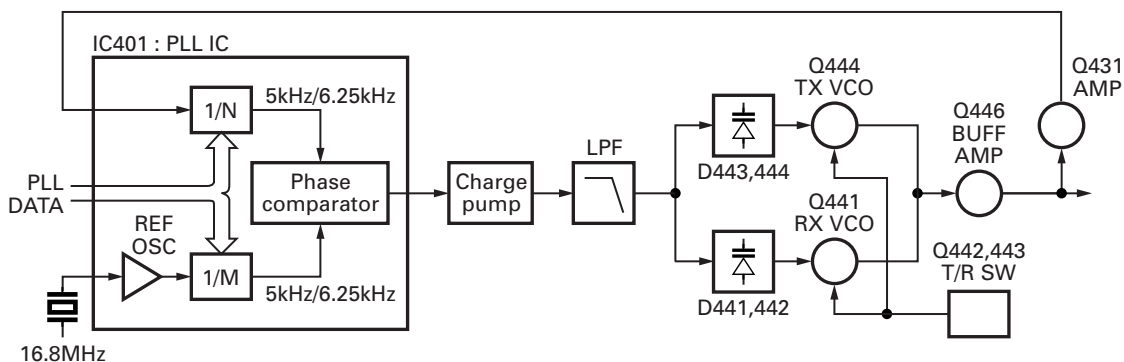 IC401 : PLL IC
1/N
5kHz/6.25kHz
PLL
DATA
REF
OSC
1/M
5kHz/6.25kHz
16.8MHz
Phase
comparator
Charge
pump
LPF
D443,444
Q444
TX VCO
D441,442
Q441
RX VCO
Q446
BUFF
AMP
Q431
AMP
Q442,443
T/R SW